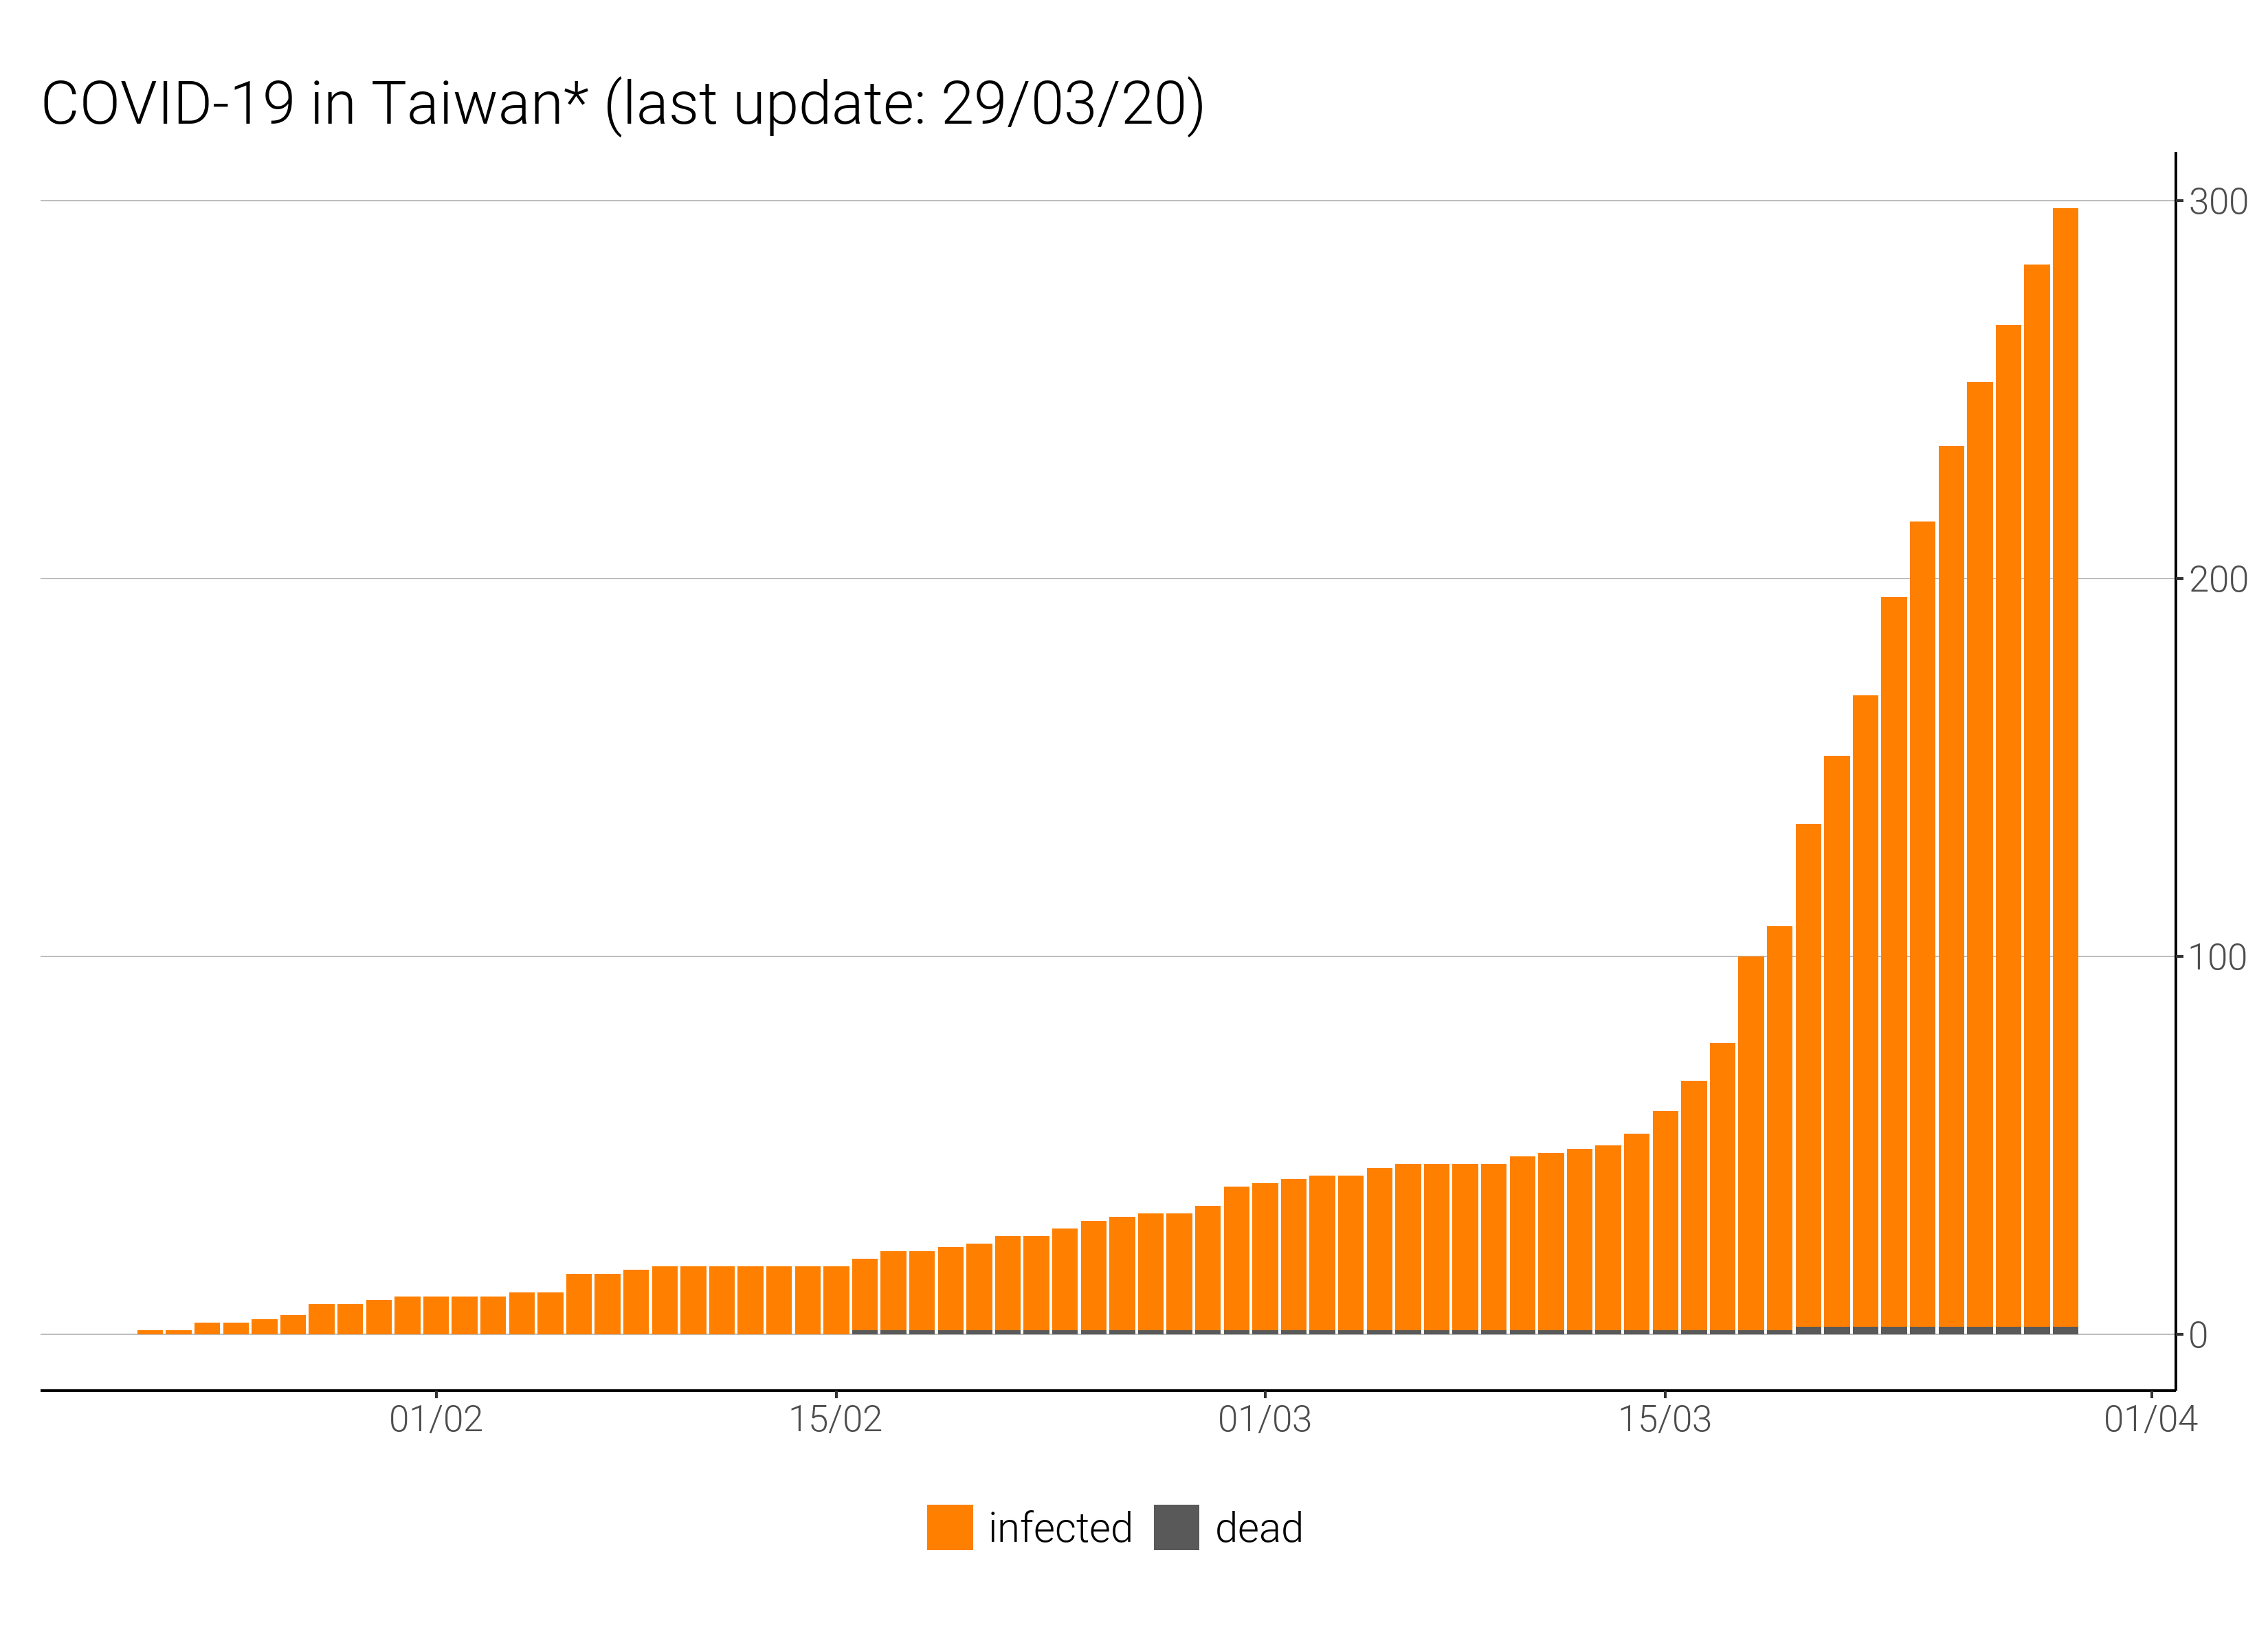 COVID-19 in Taiwan* (last update: 29/03/20)
300
200
100
0
01/02 15/02 01/03 15/03 01/04
infected dead